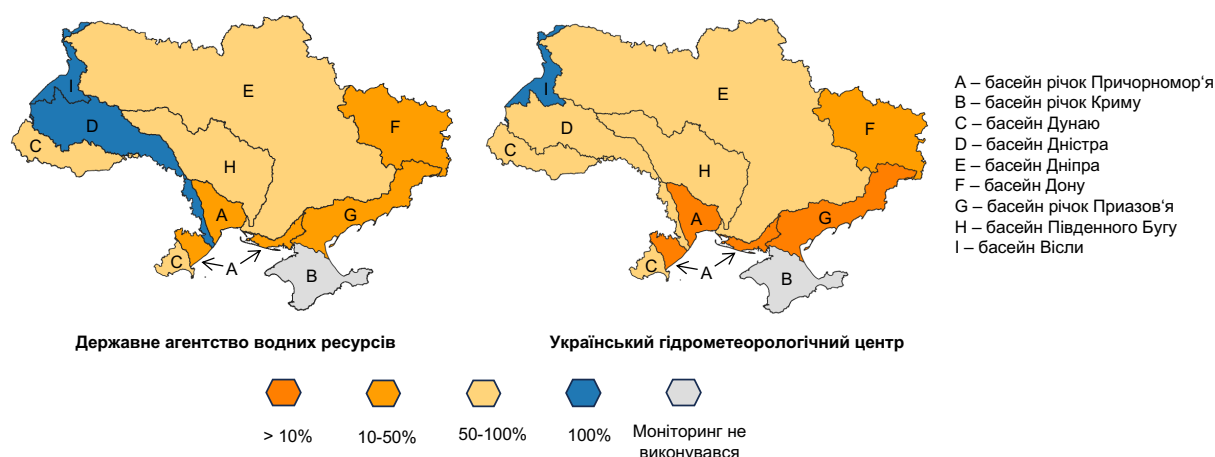 I
E
D
C
F
H
A
G
C
A
B
I
E
D
C
F
H
A
G
C
A
B
A – басейн річок Причорномор‘я
B – басейн річок Криму
C – басейн Дунаю
D – басейн Дністра
E – басейн Дніпра
F – басейн Дону
G – басейн річок Приазов‘я
H – басейн Південного Бугу
I – басейн Вісли
Державне агентство водних ресурсів
Український гідрометеорологічний центр
> 10%
10-50%
50-100%
100%
Моніторинг не
виконувався